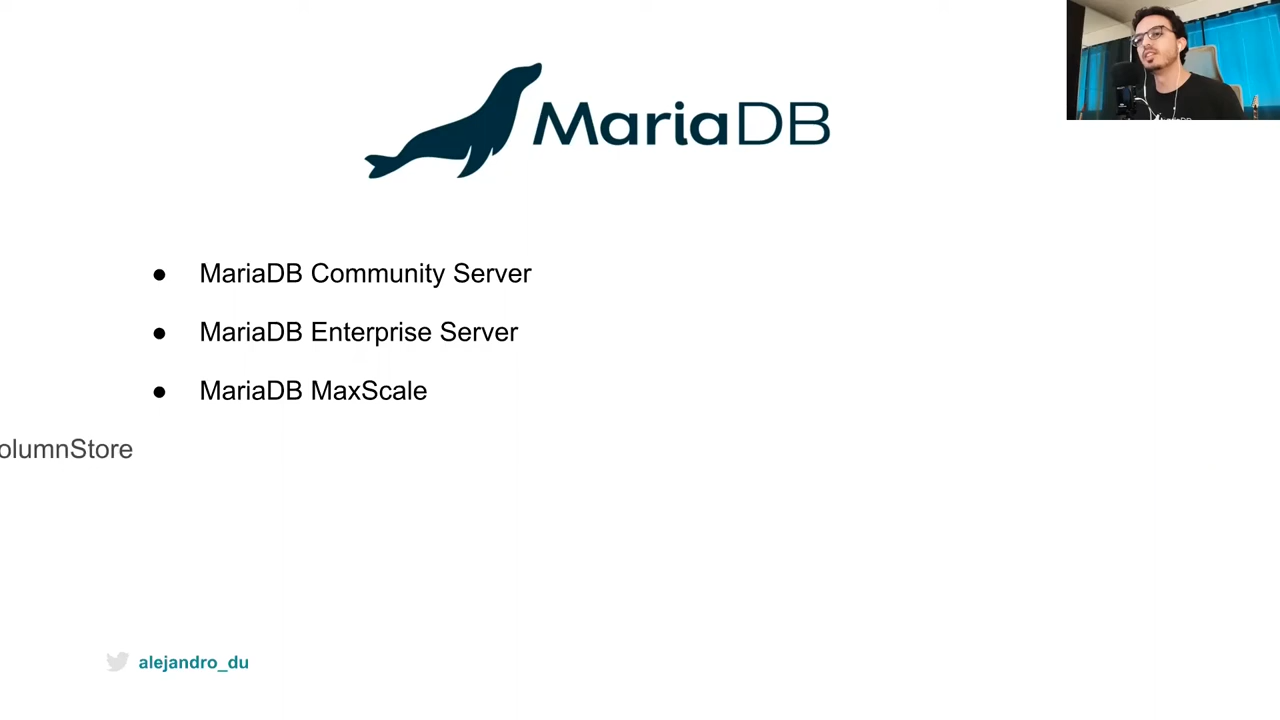 MariaDB
MariaDB Community Server
MariaDB Enterprise Server
MariaDB MaxScale
olumnStore
alejandro_du